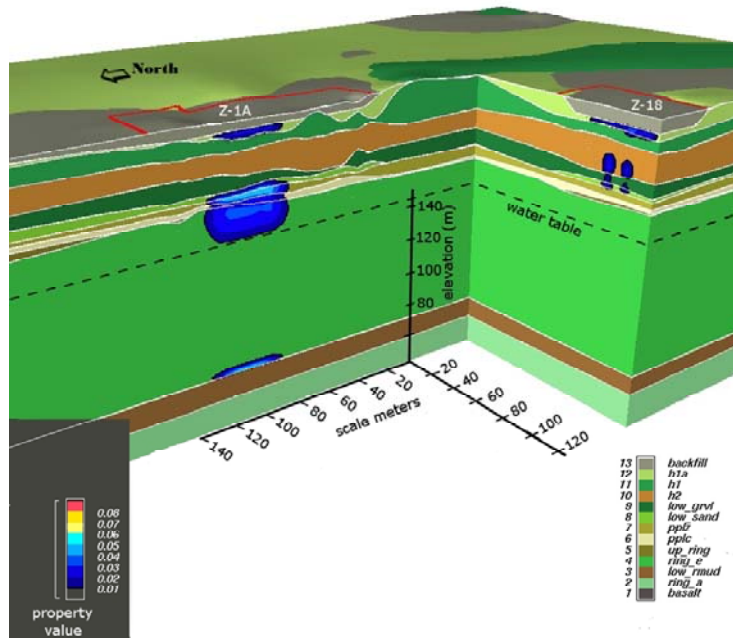 North
Z-1A
Z-18
water table
elevation (m)
140
120
100
80
20
40
60
80
100
120
140
scale meters
20
40
60
80
100
120
0.08
0.07
0.06
0.05
0.04
0.03
0.02
0.01
property
value
13 backfill
12 h1a
11 h1
10 h2
9 low_grvl
8 low_sand
7 pplz
6 pplc
5 up_ring
4 ring_e
3 low_rmud
2 ring_a
1 basalt